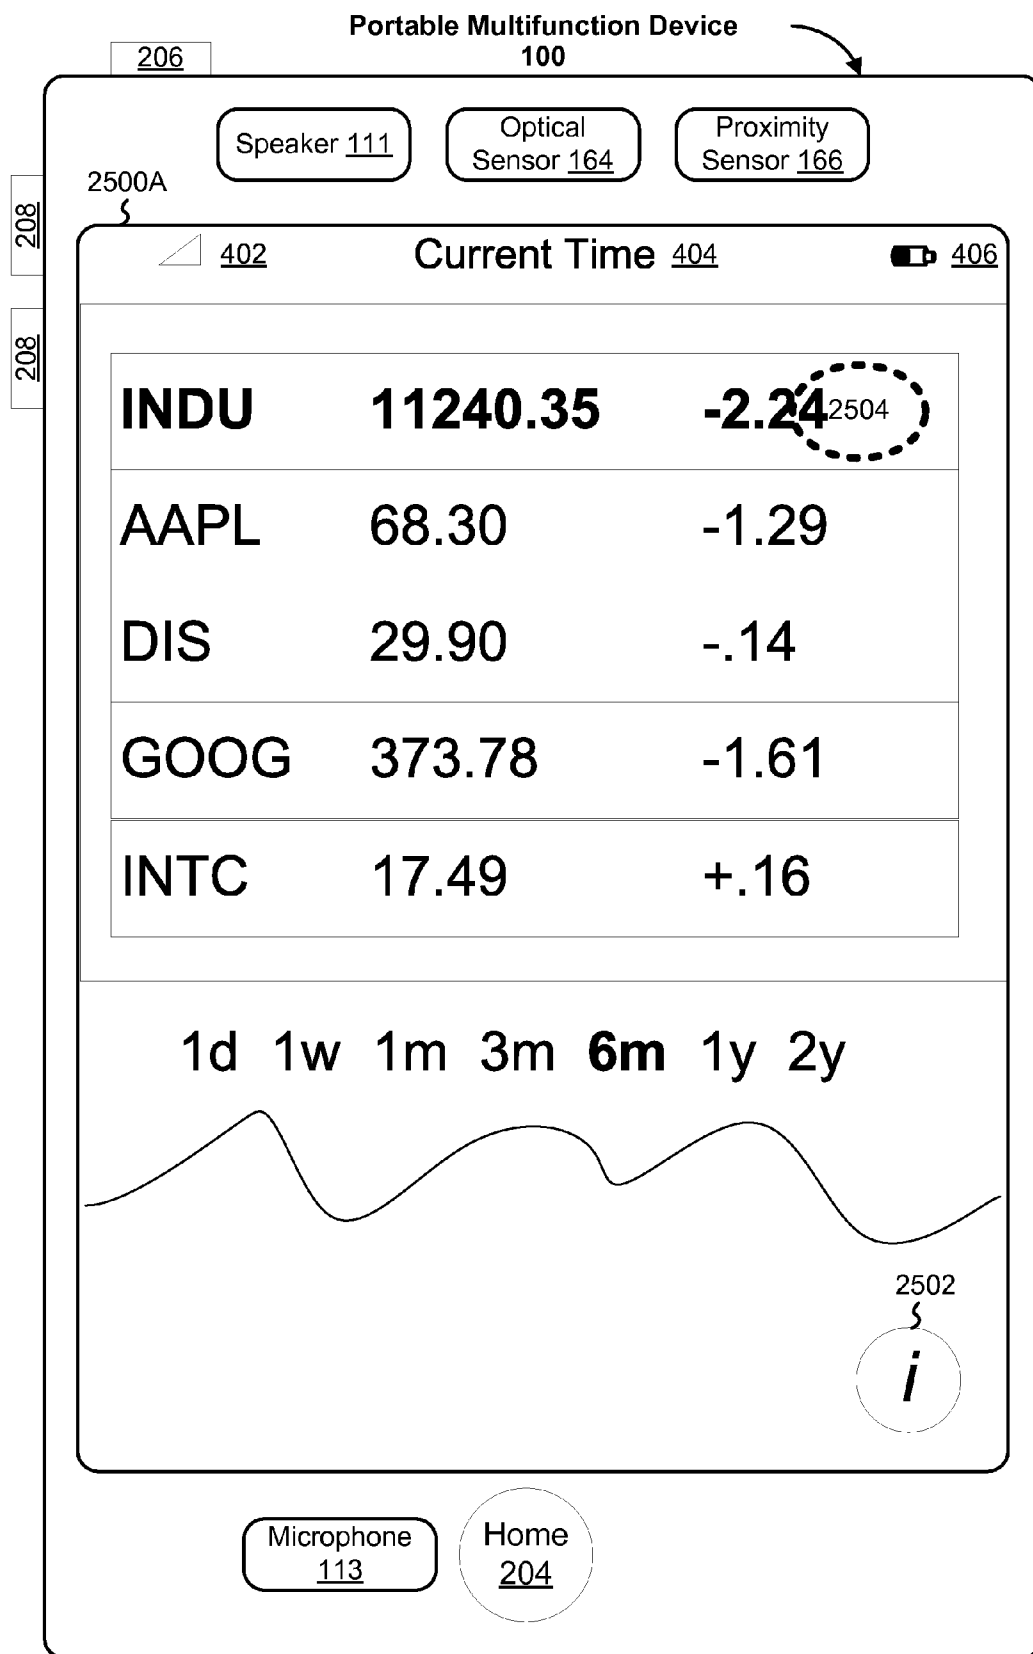 Portable Multifunction Device
100
206
Speaker 111
Optical
Sensor 164
Proximity
Sensor 166
2500A
208
208
402
Current Time 404
406
INDU 11240.35 -2.24 2504
AAPL 68.30 -1.29
DIS 29.90 -.14
GOOG 373.78 -1.61
INTC 17.49 +.16
1d 1w 1m 3m 6m 1y 2y
2502
i
Microphone
113
Home
204